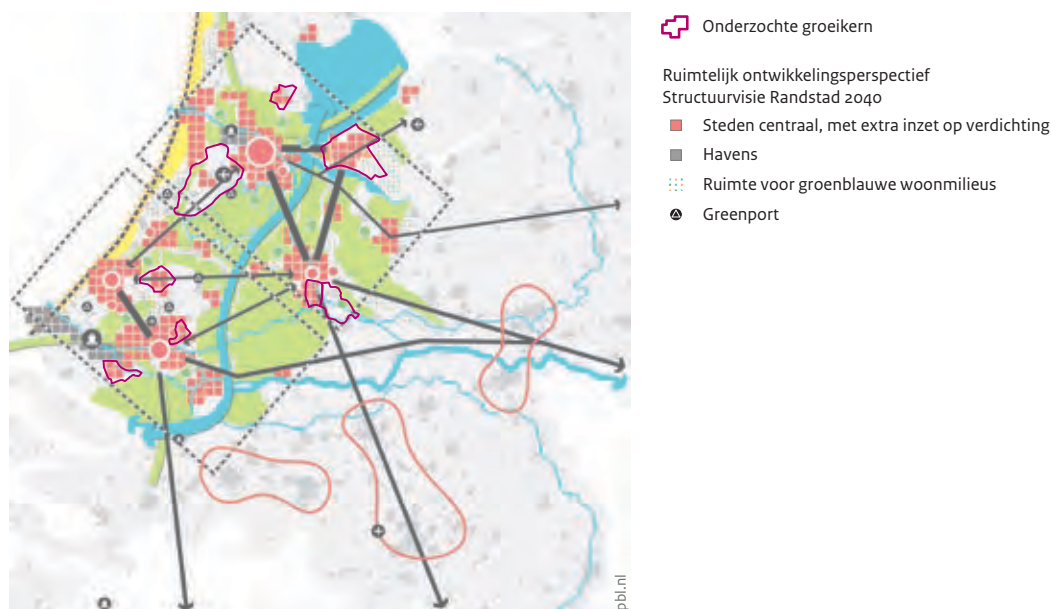 Onderzochte groeikern
Ruimtelijk ontwikkelingsperspectief
Structuurvisie Randstad 2040
Steden centraal, met extra inzet op verdichting
Havens
Ruimte voor groenblauwe woonmilieus
Greenport
pbl.nl